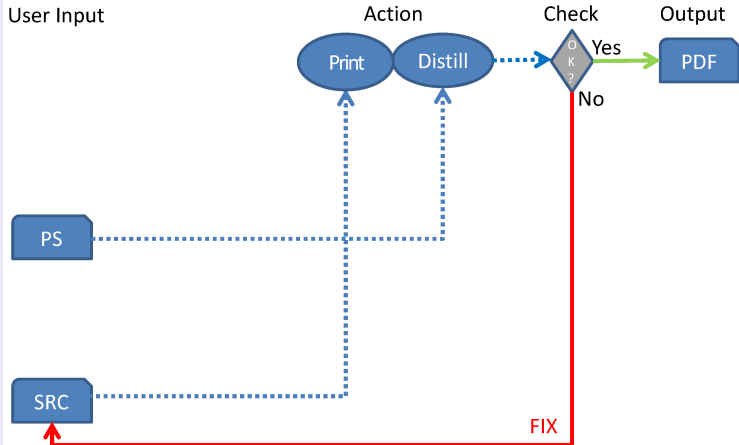 User Input
Action
Check
Output
Print
Distill
O
K
?
Yes
PDF
No
PS
SRC
FIX